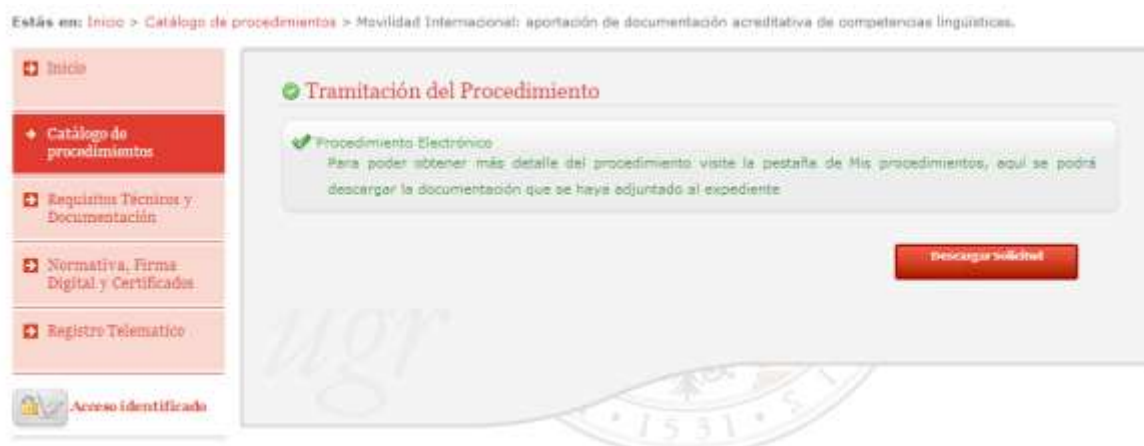 Estás en: Inicio > Catálogo de procedimientos > Movilidad Internacional: aportación de documentación acreditativa de competencias lingüísticas.
Inicio
Catálogo de
procedimientos
Requisitos Técnicos y
Documentación
Normativa, Firma
Digital y Certificados
Registro Telematico
Acceso identificado
Tramitación del Procedimiento
Procedimiento Electrónico
Para poder obtener más detalle del procedimiento visite la pestaña de Mis procedimientos, aquí se podrá
descargar la documentación que se haya adjuntado al expediente
Descargar Solicitud
ugr
1531